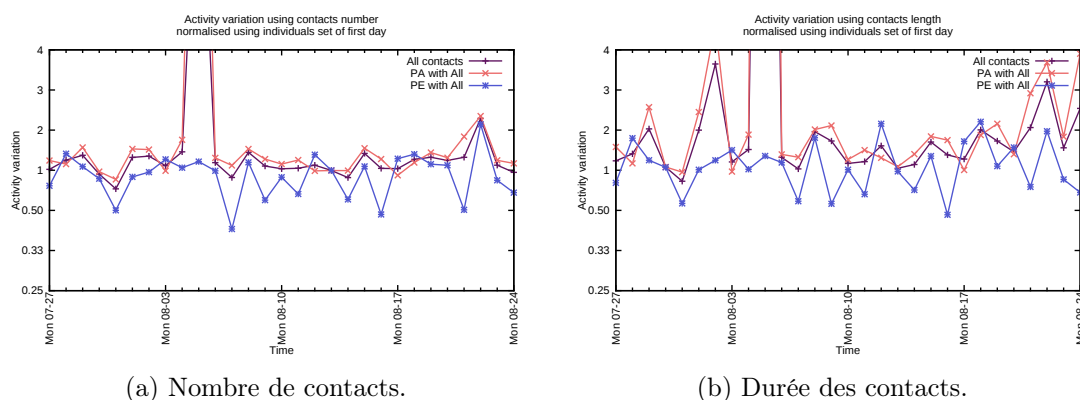 Activity variation using contacts number
normalised using individuals set of first day
4
3
2
1
0.50
0.33
0.25
Activity variation
All contacts
PA with All
PE with All
Mon 07-27
Mon 08-03
Mon 08-10
Mon 08-17
Mon 08-24
Time
(a) Nombre de contacts.
Activity variation using contacts length
normalised using individuals set of first day
4
3
2
1
0.50
0.33
0.25
Activity variation
All contacts
PA with All
PE with All
Mon 07-27
Mon 08-03
Mon 08-10
Mon 08-17
Mon 08-24
Time
(b) Durée des contacts.